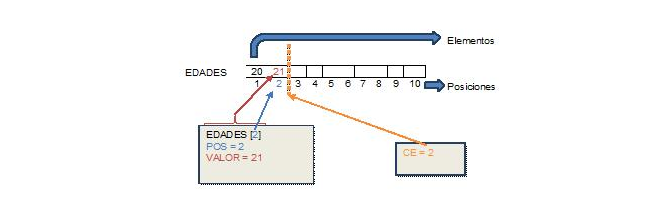 Elementos
EDADES 20 21
1 2 3 4 5 6 7 8 9 10 Posiciones
EDADES [2]
POS = 2
VALOR = 21
CE = 2